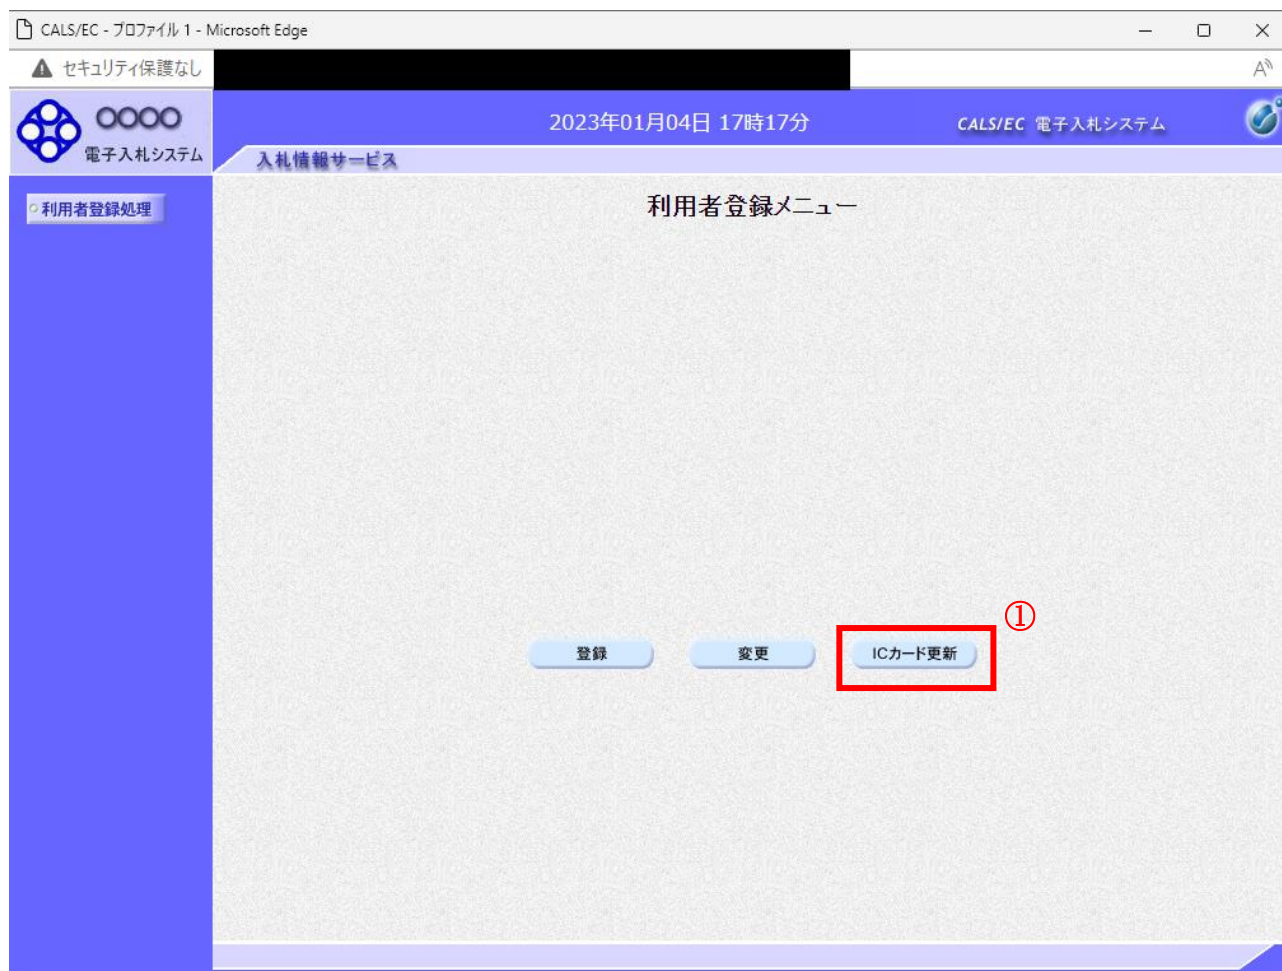 CALS/EC - プロファイル 1 - Microsoft Edge
セキュリティ保護なし
〇〇〇〇
電子入札システム
2023年01月04日 17時17分
CALS/EC 電子入札システム
入札情報サービス
利用者登録処理
利用者登録メニュー
①
登録
変更
ICカード更新